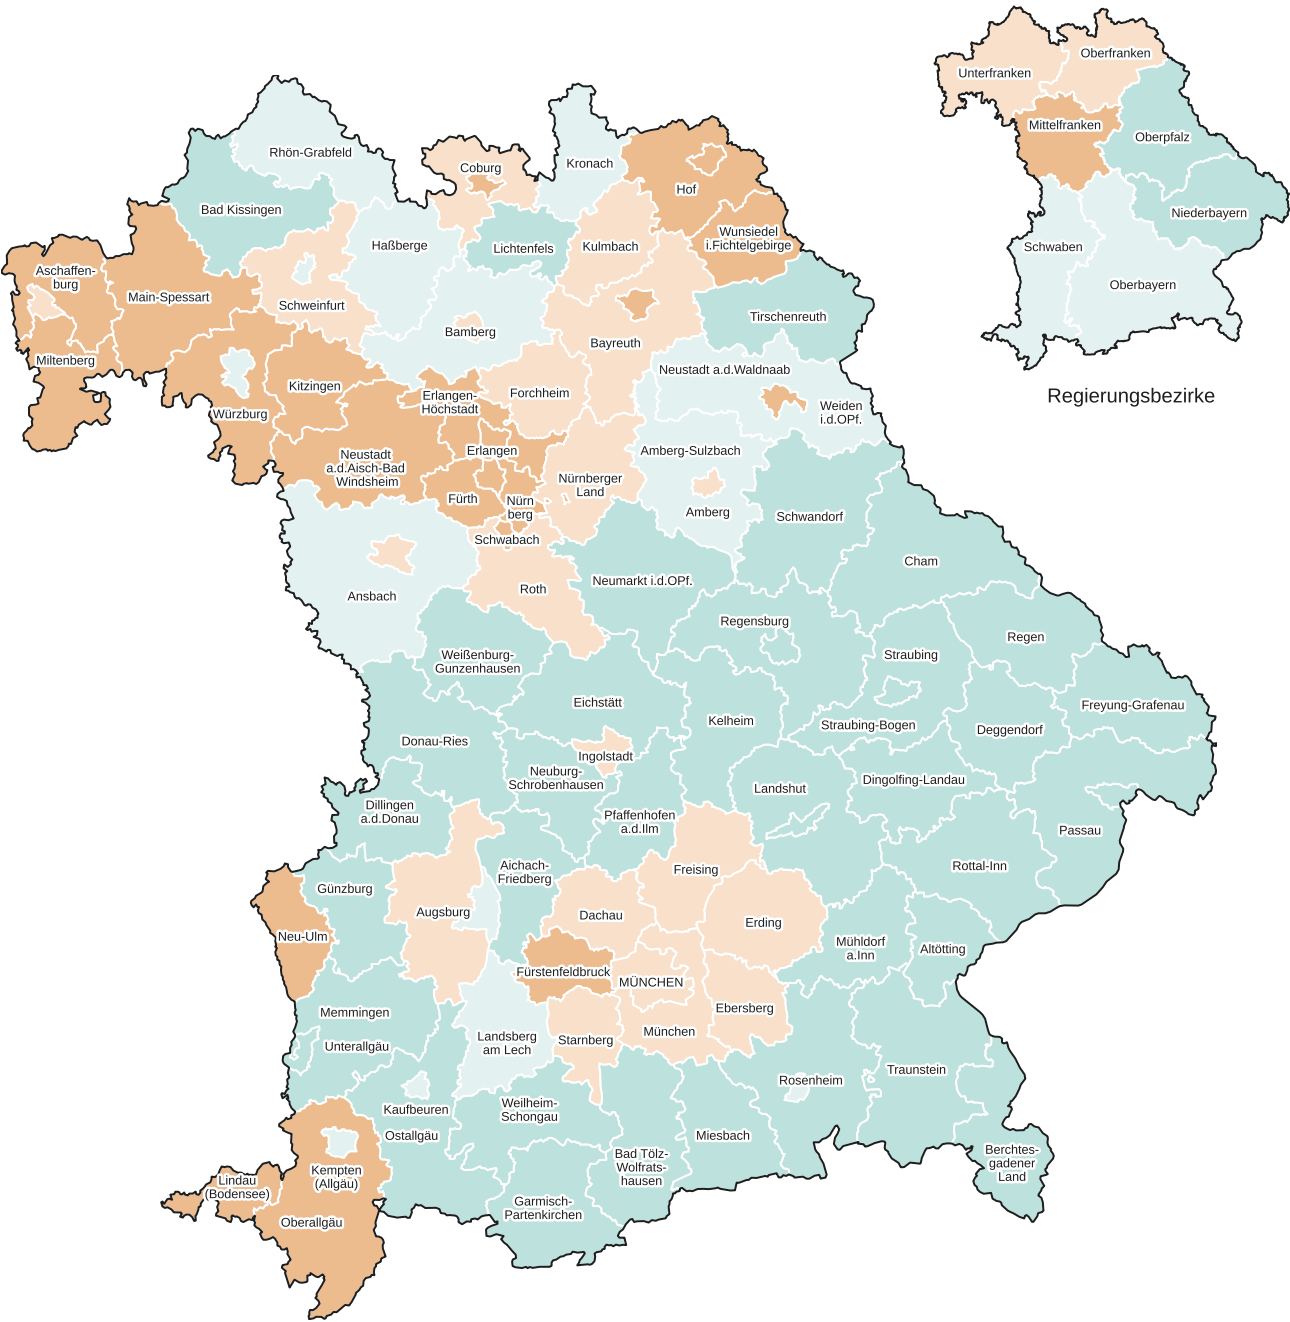 Oberfranken
Unterfranken
Mittelfranken
Oberpfalz
Niederbayern
Schwaben
Oberbayern
Regierungsbezirke
Rhön-Grabfeld
Coburg
Kronach
Hof
Bad Kissingen
Haßberge
Lichtenfels
Kulmbach
Wunsiedel
i.Fichtelgebirge
Aschaffen-
burg
Main-Spessart
Schweinfurt
Bamberg
Bayreuth
Tirschenreuth
Miltenberg
Kitzingen
Würzburg
Erlangen-
Höchstadt
Forchheim
Neustadt a.d.Waldnaab
Weiden
i.d.OPf.
Neustadt
a.d.Aisch-Bad
Windsheim
Erlangen
Amberg-Sulzbach
Fürth
Nürn
berg
Nürnberger
Land
Amberg
Schwandorf
Schwabach
Cham
Ansbach
Roth
Neumarkt i.d.OPf.
Regensburg
Straubing
Regen
Weißenburg-
Gunzenhausen
Eichstätt
Kelheim
Straubing-Bogen
Deggendorf
Freyung-Grafenau
Donau-Ries
Ingolstadt
Neuburg-
Schrobenhausen
Landshut
Dingolfing-Landau
Dillingen
a.d.Donau
Pfaffenhofen
a.d.Ilm
Passau
Günzburg
Aichach-
Friedberg
Freising
Rottal-Inn
Augsburg
Dachau
Erding
Neu-Ulm
Mühldorf
a.Inn
Altötting
Fürstenfeldbruck
MÜNCHEN
Memmingen
Ebersberg
Unterallgäu
Landsberg
am Lech
Starnberg
München
Kaufbeuren
Ostallgäu
Weilheim-
Schongau
Rosenheim
Traunstein
Miesbach
Bad Tölz-
Wolfrats-
hausen
Berchtes-
gadener
Land
Kempten
(Allgäu)
Lindau
(Bodensee)
Oberallgäu
Garmisch-
Partenkirchen